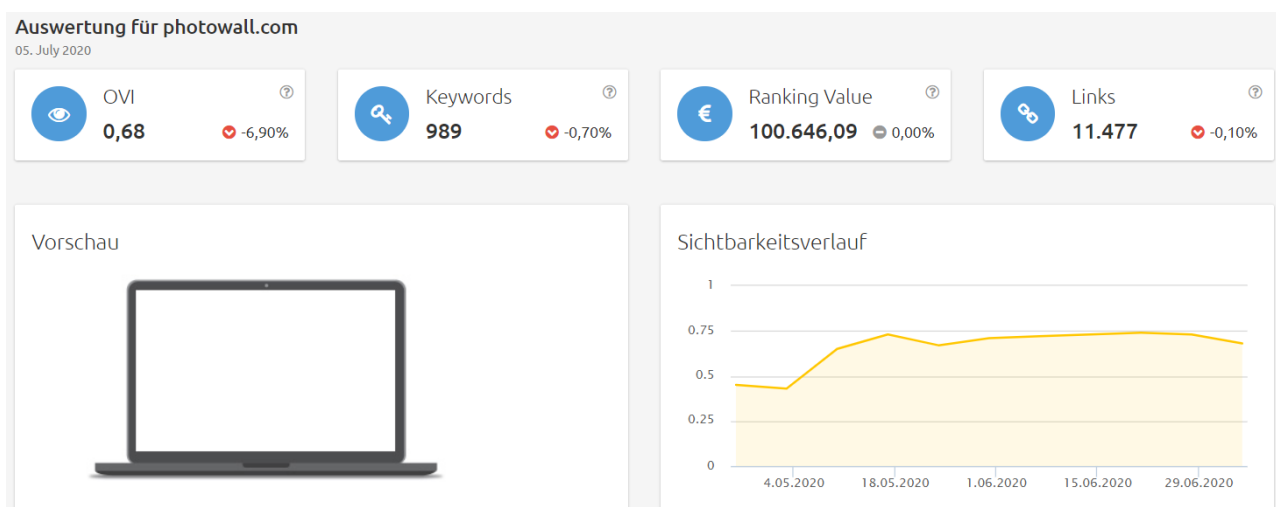 Auswertung für photowall.com
05. July 2020
OVI
0,68
-6,90%
Keywords
989
-0,70%
€
Ranking Value
100.646,09
0,00%
Links
11.477
-0,10%
Vorschau
Sichtbarkeitsverlauf
1
0.75
0.5
0.25
0
4.05.2020 18.05.2020 1.06.2020 15.06.2020 29.06.2020